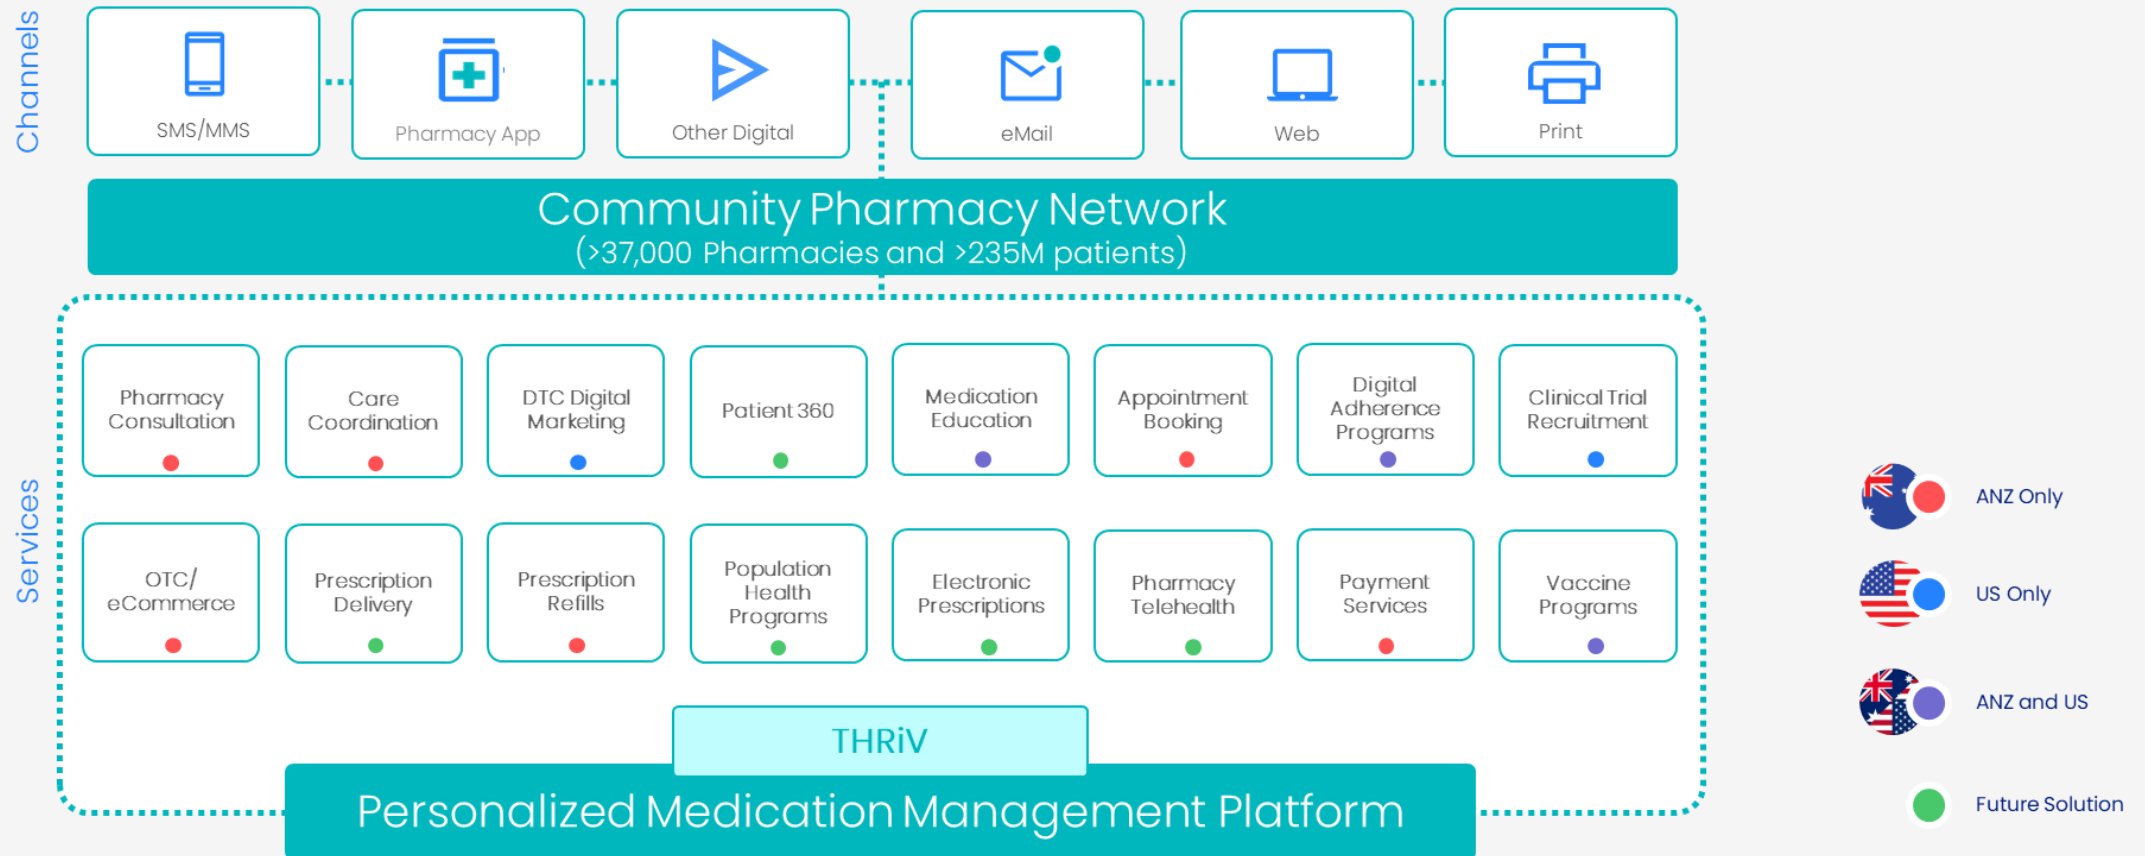 Channels
SMS/MMS
Pharmacy App
Other Digital
eMail
Web
Print
Community Pharmacy Network
(>37,000 Pharmacies and >235M patients)
Services
Pharmacy
Consultation
Care
Coordination
DTC Digital
Marketing
Patient 360
Medication
Education
Appointment
Booking
Digital
Adherence
Programs
Clinical Trial
Recruitment
OTC/
eCommerce
Prescription
Delivery
Prescription
Refills
Population
Health
Programs
Electronic
Prescriptions
Pharmacy
Telehealth
Payment
Services
Vaccine
Programs
THRiV
Personalized Medication Management Platform
ANZ Only
US Only
ANZ and US
Future Solution